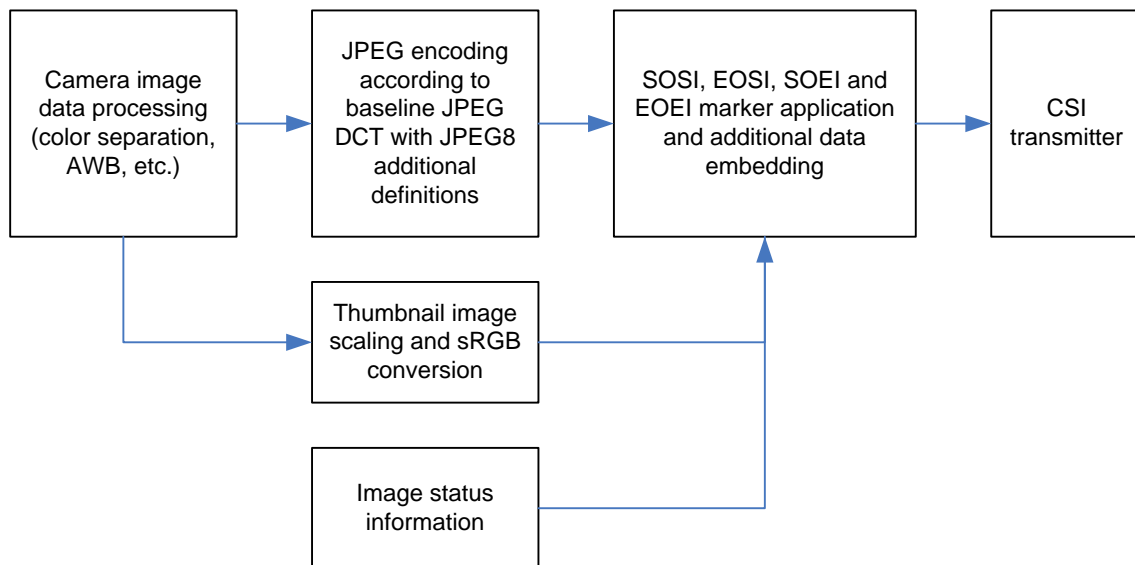 Camera image
data processing
(color separation,
AWB, etc.)
JPEG encoding
according to
baseline JPEG
DCT with JPEG8
additional
definitions
SOSI, EOSI, SOEI and
EOEI marker application
and additional data
embedding
CSI
transmitter
Thumbnail image
scaling and sRGB
conversion
Image status
information